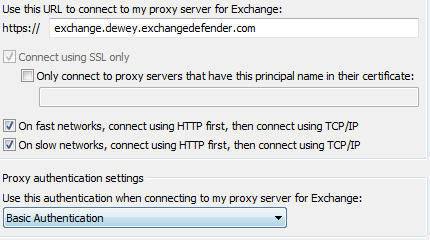 Use this URL to connect to my proxy server for Exchange:
https:// exchange.dewey.exchangedefender.com
Connect using SSL only
Only connect to proxy servers that have this principal name in their certificate:
On fast networks, connect using HTTP first, then connect using TCP/IP
On slow networks, connect using HTTP first, then connect using TCP/IP
Proxy authentication settings
Use this authentication when connecting to my proxy server for Exchange:
Basic Authentication